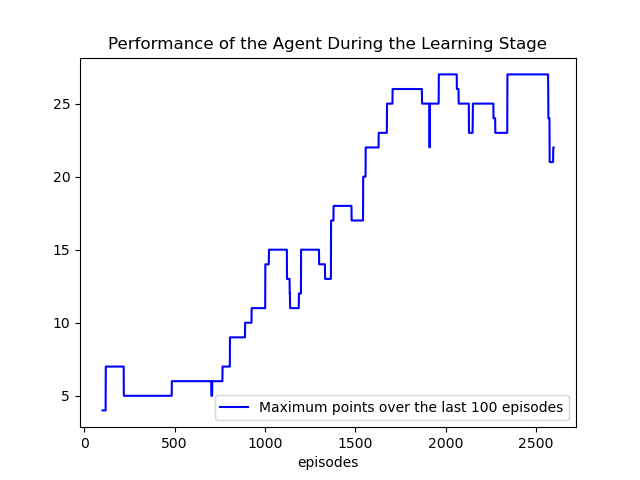 Performance of the Agent During the Learning Stage
25
20
15
10
5
Maximum points over the last 100 episodes
0 500 1000 1500 2000 2500
episodes